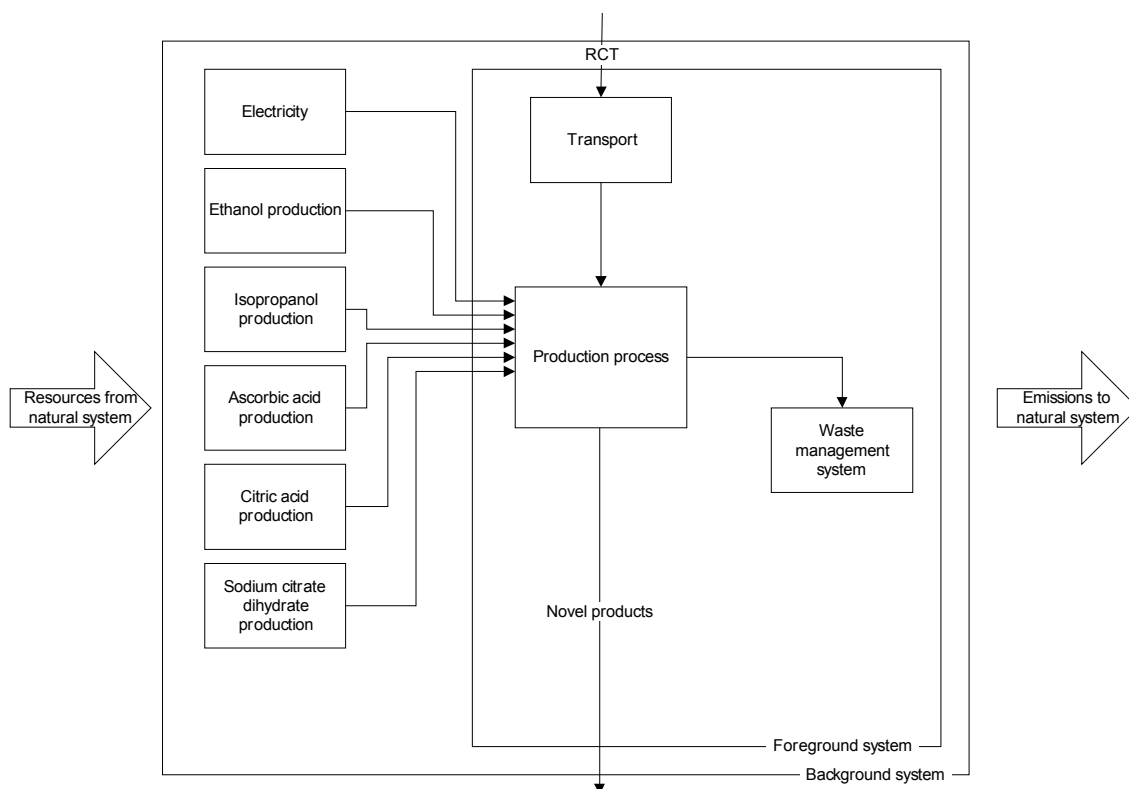 RCT
Electricity
Transport
Ethanol production
Isopropanol
production
Production process
Ascorbic acid
production
Resources from
natural system
Emissions to
natural system
Waste
management
system
Citric acid
production
Sodium citrate
dihydrate
production
Novel products
Foreground system
Background system